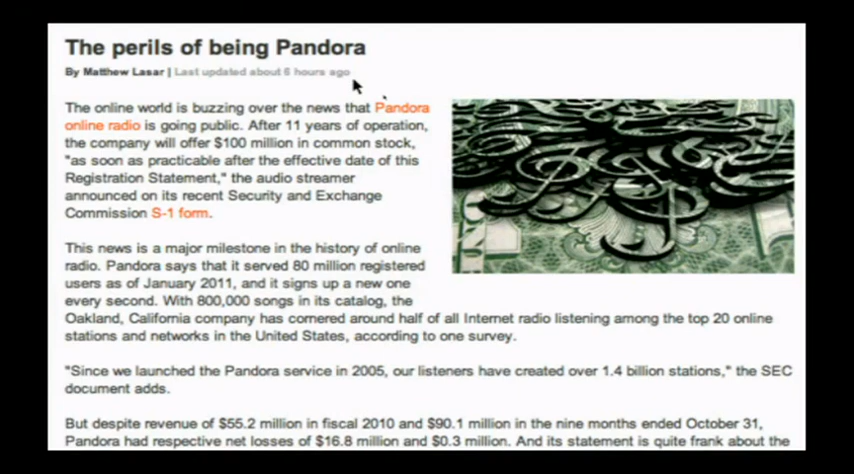 The perils of being Pandora
By Matthew Lasar | Last updated about 6 hours ago
The online world is buzzing over the news that Pandora
online radio is going public. After 11 years of operation,
the company will offer $100 million in common stock,
"as soon as practicable after the effective date of this
Registration Statement," the audio streamer
announced on its recent Security and Exchange
Commission S-1 form.
This news is a major milestone in the history of online
radio. Pandora says that it served 80 million registered
users as of January 2011, and it signs up a new one
every second. With 800,000 songs in its catalog, the
Oakland, California company has cornered around half of all Internet radio listening among the top 20 online
stations and networks in the United States, according to one survey.
"Since we launched the Pandora service in 2005, our listeners have created over 1.4 billion stations," the SEC
document adds.
But despite revenue of $55.2 million in fiscal 2010 and $90.1 million in the nine months ended October 31,
Pandora had respective net losses of $16.8 million and $0.3 million. And its statement is quite frank about the